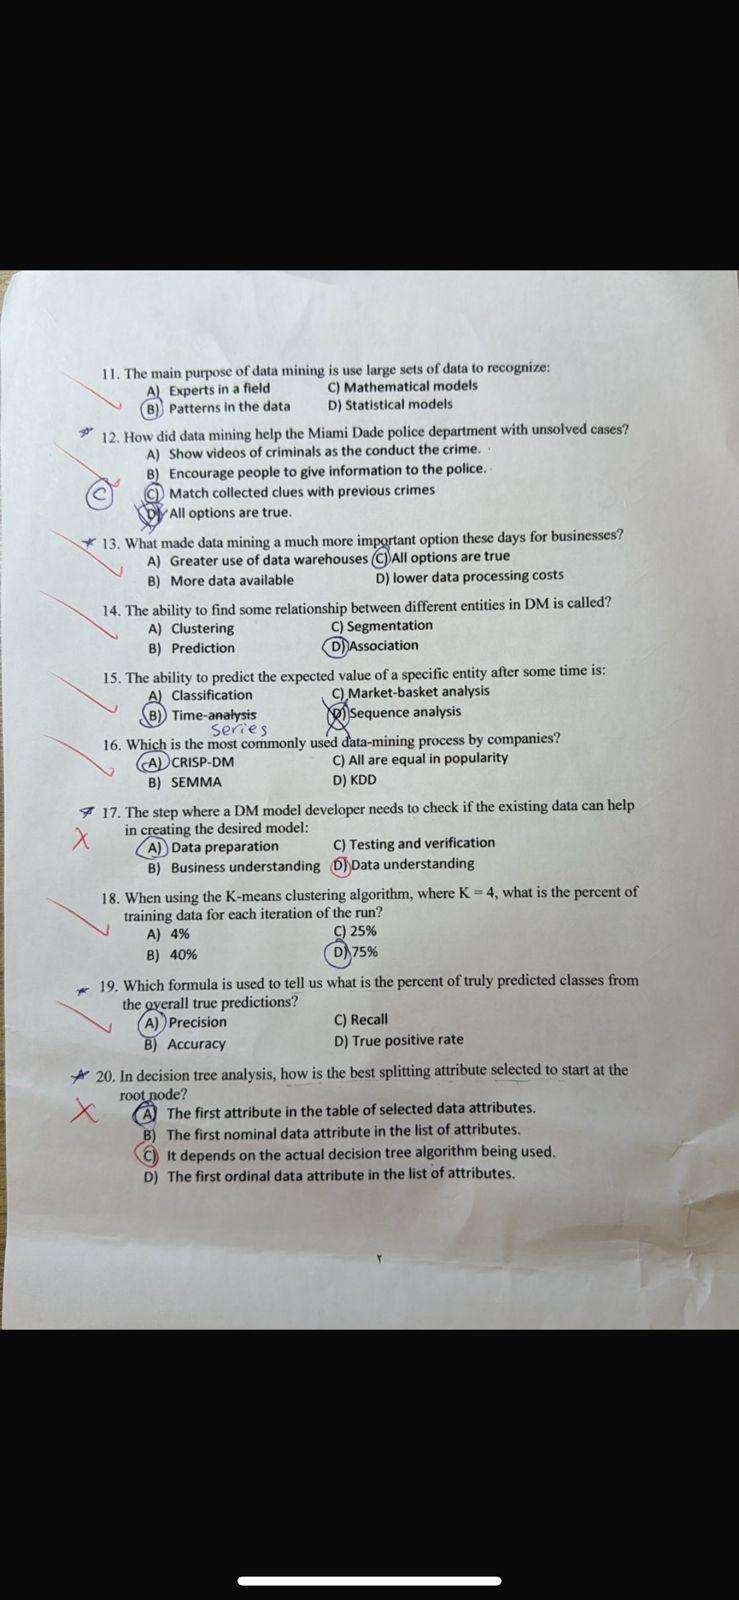 11. The main purpose of data mining is use large sets of data to recognize:
A) Experts in a field C) Mathematical models
B) Patterns in the data D) Statistical models
12. How did data mining help the Miami Dade police department with unsolved cases?
A) Show videos of criminals as the conduct the crime.
B) Encourage people to give information to the police.
C C) Match collected clues with previous crimes
D) All options are true.
13. What made data mining a much more important option these days for businesses?
A) Greater use of data warehouses C) All options are true
B) More data available D) lower data processing costs
14. The ability to find some relationship between different entities in DM is called?
A) Clustering C) Segmentation
B) Prediction D) Association
15. The ability to predict the expected value of a specific entity after some time is:
A) Classification C) Market-basket analysis
B) Time-analysis D) Sequence analysis
series
16. Which is the most commonly used data-mining process by companies?
A) CRISP-DM C) All are equal in popularity
B) SEMMA D) KDD
17. The step where a DM model developer needs to check if the existing data can help
in creating the desired model:
A) Data preparation C) Testing and verification
B) Business understanding D) Data understanding
18. When using the K-means clustering algorithm, where K = 4, what is the percent of
training data for each iteration of the run?
A) 4% C) 25%
B) 40% D) 75%
19. Which formula is used to tell us what is the percent of truly predicted classes from
the overall true predictions?
A) Precision C) Recall
B) Accuracy D) True positive rate
20. In decision tree analysis, how is the best splitting attribute selected to start at the
root node?
A) The first attribute in the table of selected data attributes.
B) The first nominal data attribute in the list of attributes.
C) It depends on the actual decision tree algorithm being used.
D) The first ordinal data attribute in the list of attributes.
٢